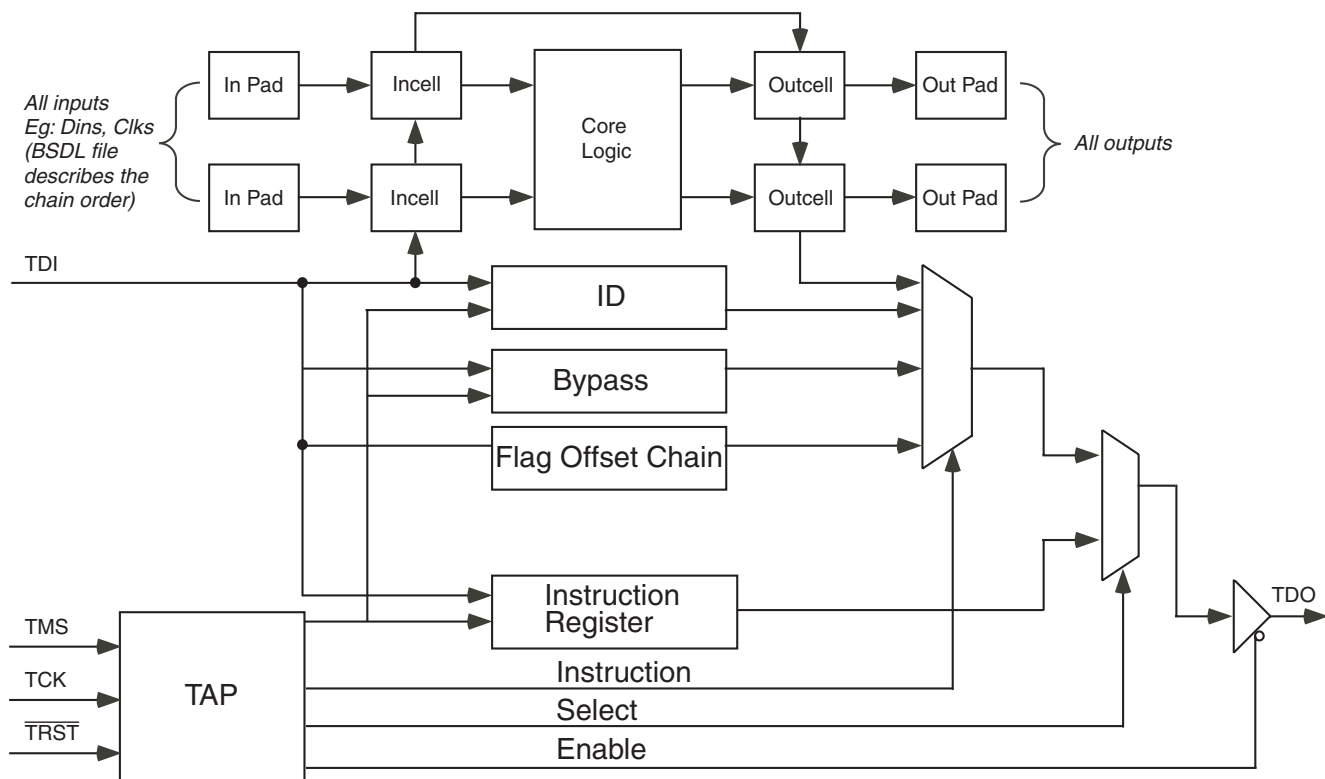 In Pad
Incell
Core
Logic
Outcell
Out Pad
All inputs
Eg: Dins, Clks
(BSDL file
describes the
chain order)
All outputs
In Pad
Incell
Outcell
Out Pad
TDI
ID
Bypass
Flag Offset Chain
Instruction
Register
TDO
TMS
TCK
TRST
TAP
Instruction
Select
Enable